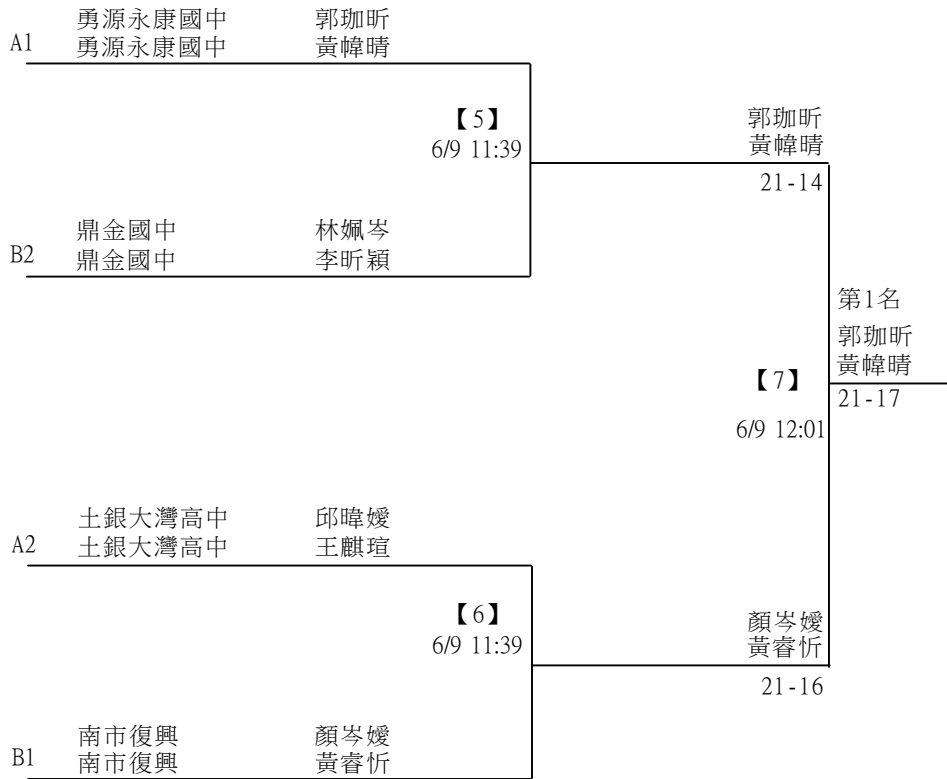 A1 勇源永康國中 郭珈昕
勇源永康國中 黃幃晴
【5】
6/9 11:39
郭珈昕
黃幃晴
21-14
B2 鼎金國中 林姵岑
鼎金國中 李昕穎
第1名
郭珈昕
黃幃晴
21-17
【7】
6/9 12:01
A2 土銀大灣高中 邱暐嬡
土銀大灣高中 王麒瑄
【6】
6/9 11:39
顏岑嬡
黃睿忻
21-16
B1 南市復興 顏岑嬡
南市復興 黃睿忻